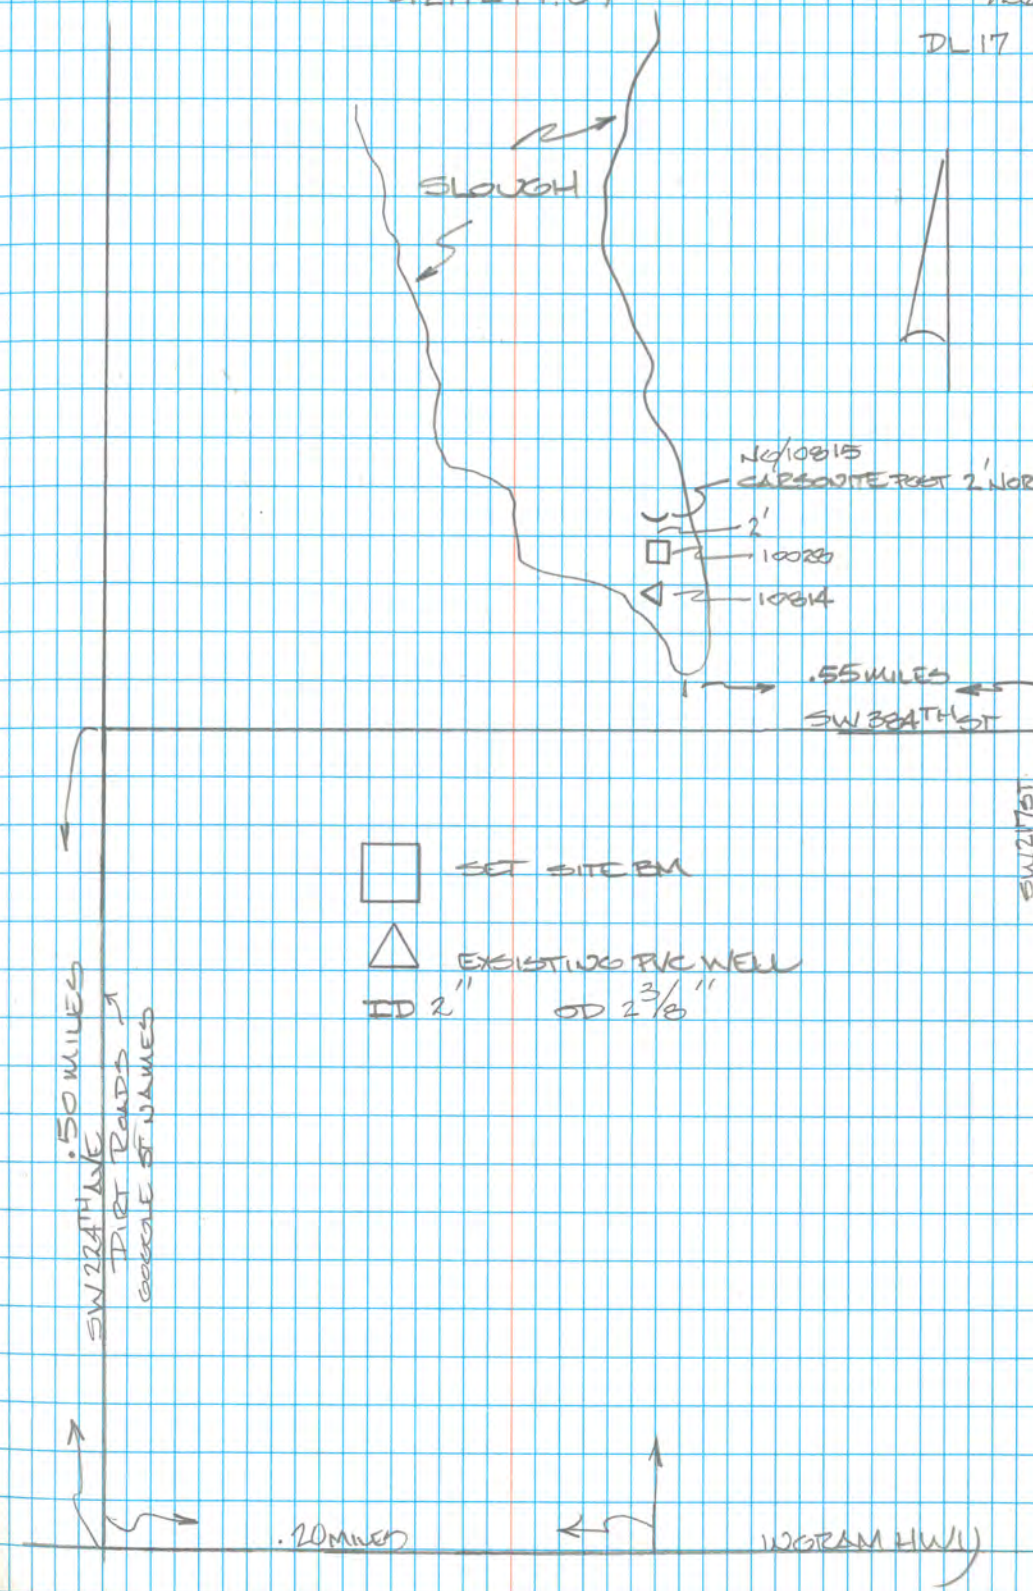 DL 17
SLOUGH
NG/10815
CARSONITE POST 2' NOR
2'
10028
10814
.55 MILES
SW 384TH ST
SW 217 ST
SET SITE BM
EXSISTING PVC WELL
ID 2" OD 2 3/8"
.50 MILES
SW 224TH AVE
DIRT ROADS
GOOGLE ST NAMES
.20 MILES
INGRAM HWY